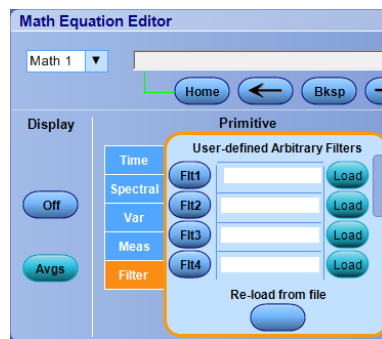 Math Equation Editor
Math 1
Home
Bksp
Display
Primitive
Time
Spectral
Var
Meas
Filter
Off
Avgs
User-defined Arbitrary Filters
Flt1 Load
Flt2 Load
Flt3 Load
Flt4 Load
Re-load from file